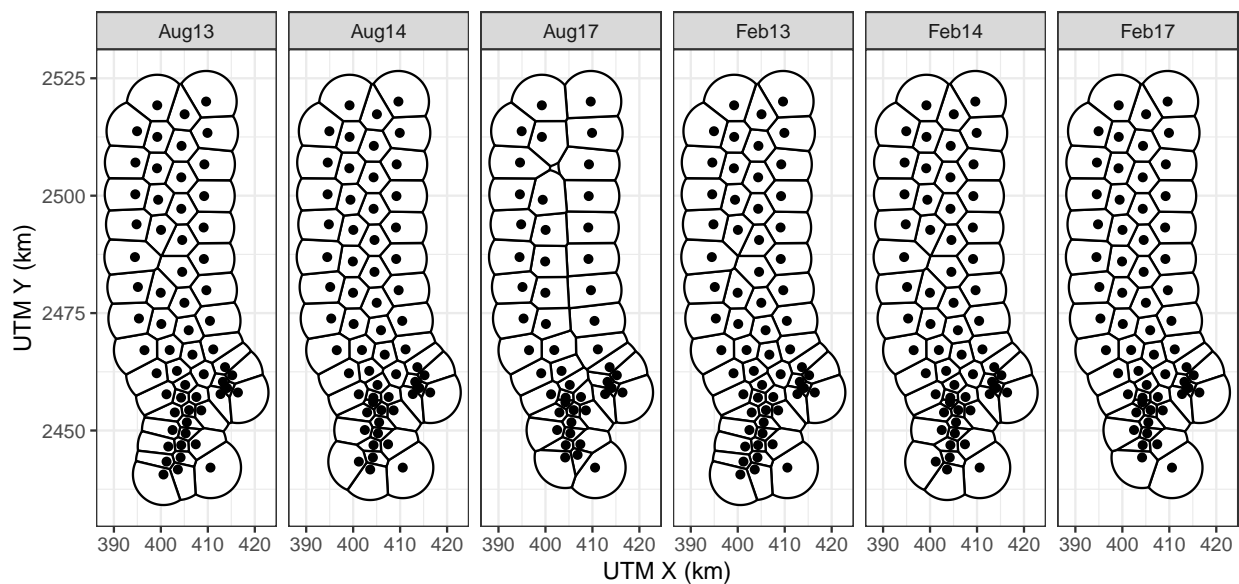 Aug13 Aug14 Aug17 Feb13 Feb14 Feb17
2525
2500
2475
2450
UTM Y (km)
390 400 410 420 390 400 410 420 390 400 410 420 390 400 410 420 390 400 410 420 390 400 410 420
UTM X (km)